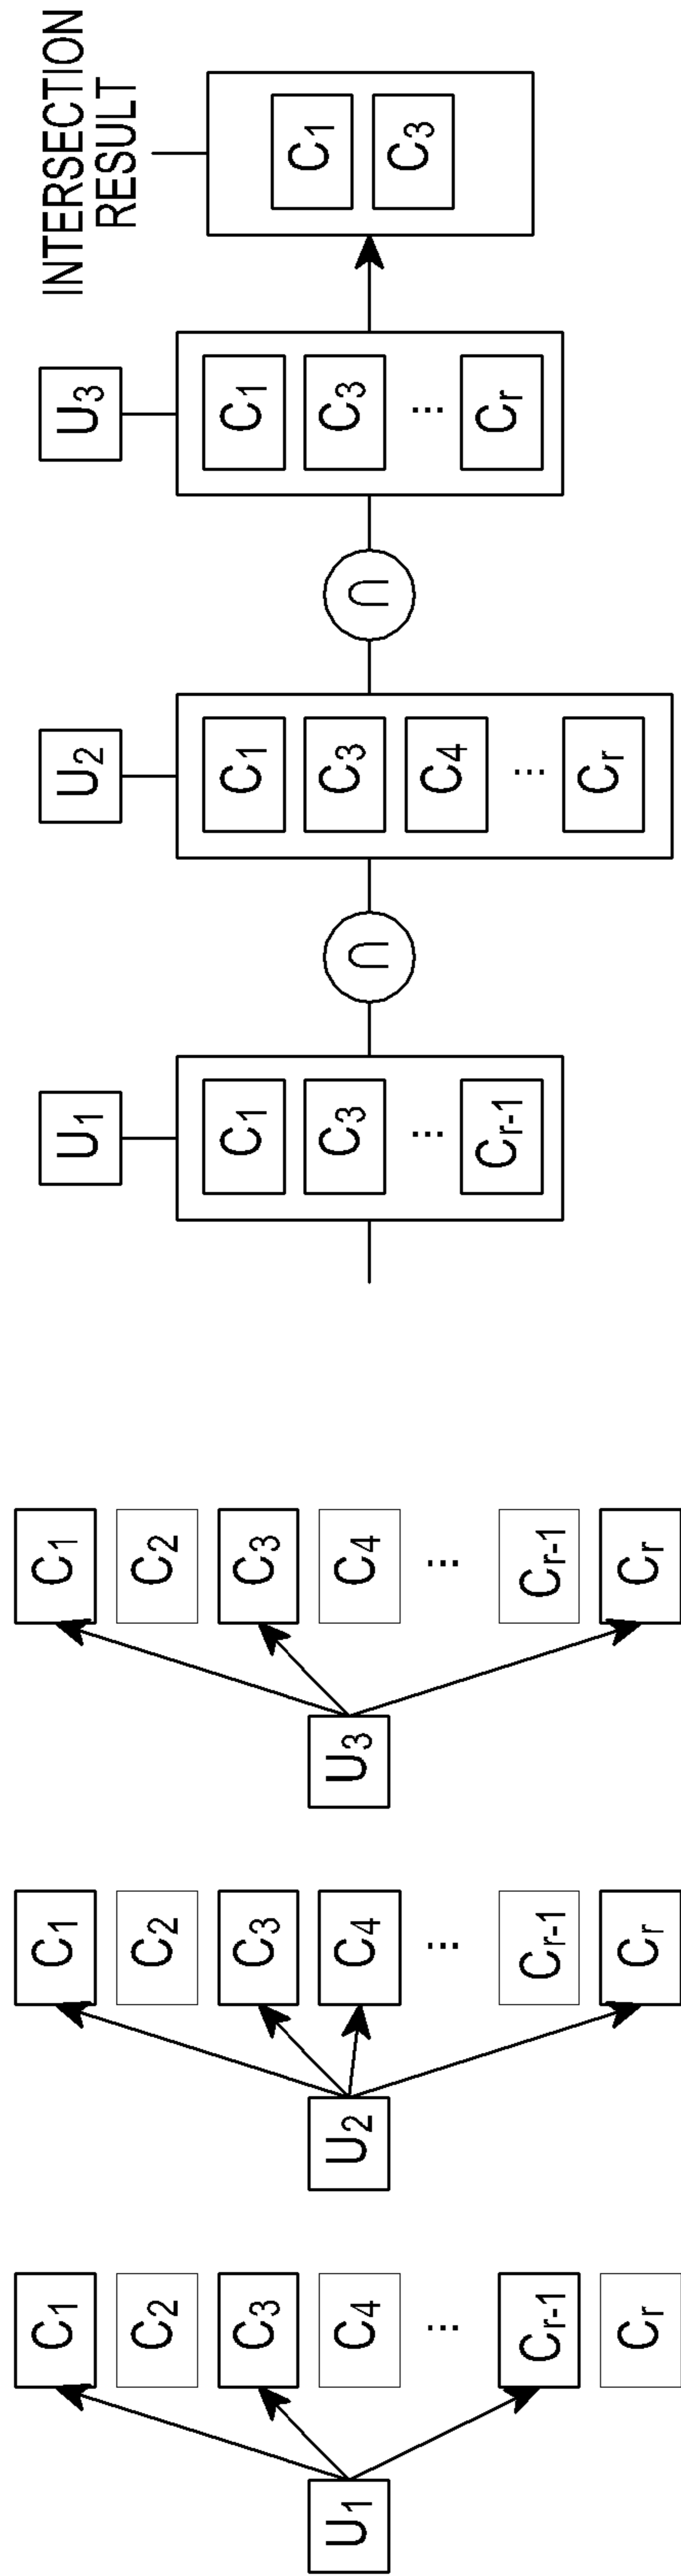 U1
C1
C2
C3
C4
...
Cr-1
Cr
U2
C1
C2
C3
C4
...
Cr-1
Cr
U3
C1
C2
C3
C4
...
Cr-1
Cr
U1
C1
C3
...
Cr-1
∩
U2
C1
C3
C4
...
Cr
∩
U3
C1
C3
...
Cr
INTERSECTION
RESULT
C1
C3